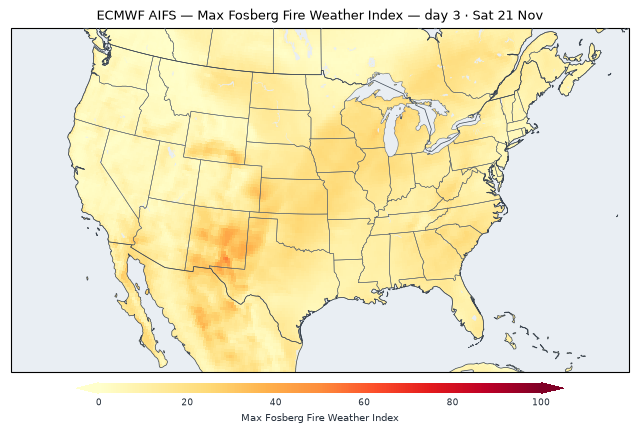 ECMWF AIFS — Max Fosberg Fire Weather Index — day 3 · Sat 21 Nov
0 20 40 60 80 100
Max Fosberg Fire Weather Index